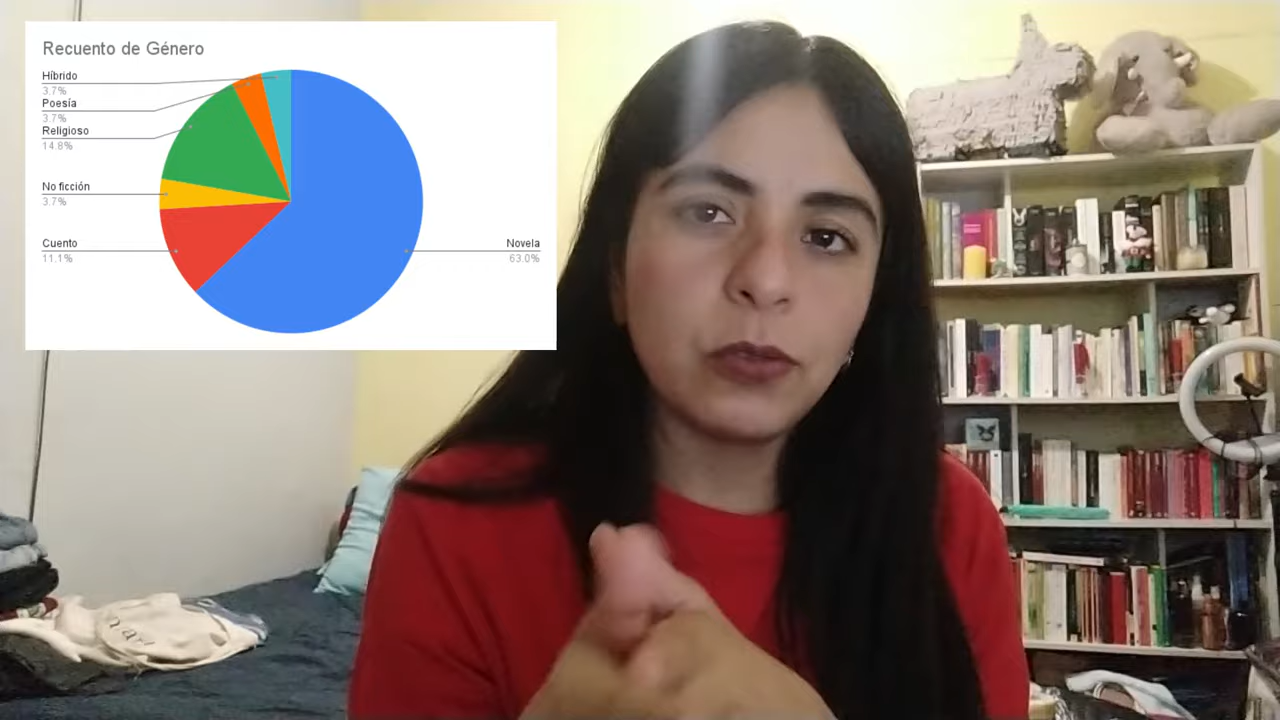 Recuento de Género
Híbrido
3.7%
Poesía
3.7%
Religioso
14.8%
No ficción
3.7%
Cuento
11.1%
Novela
63.0%